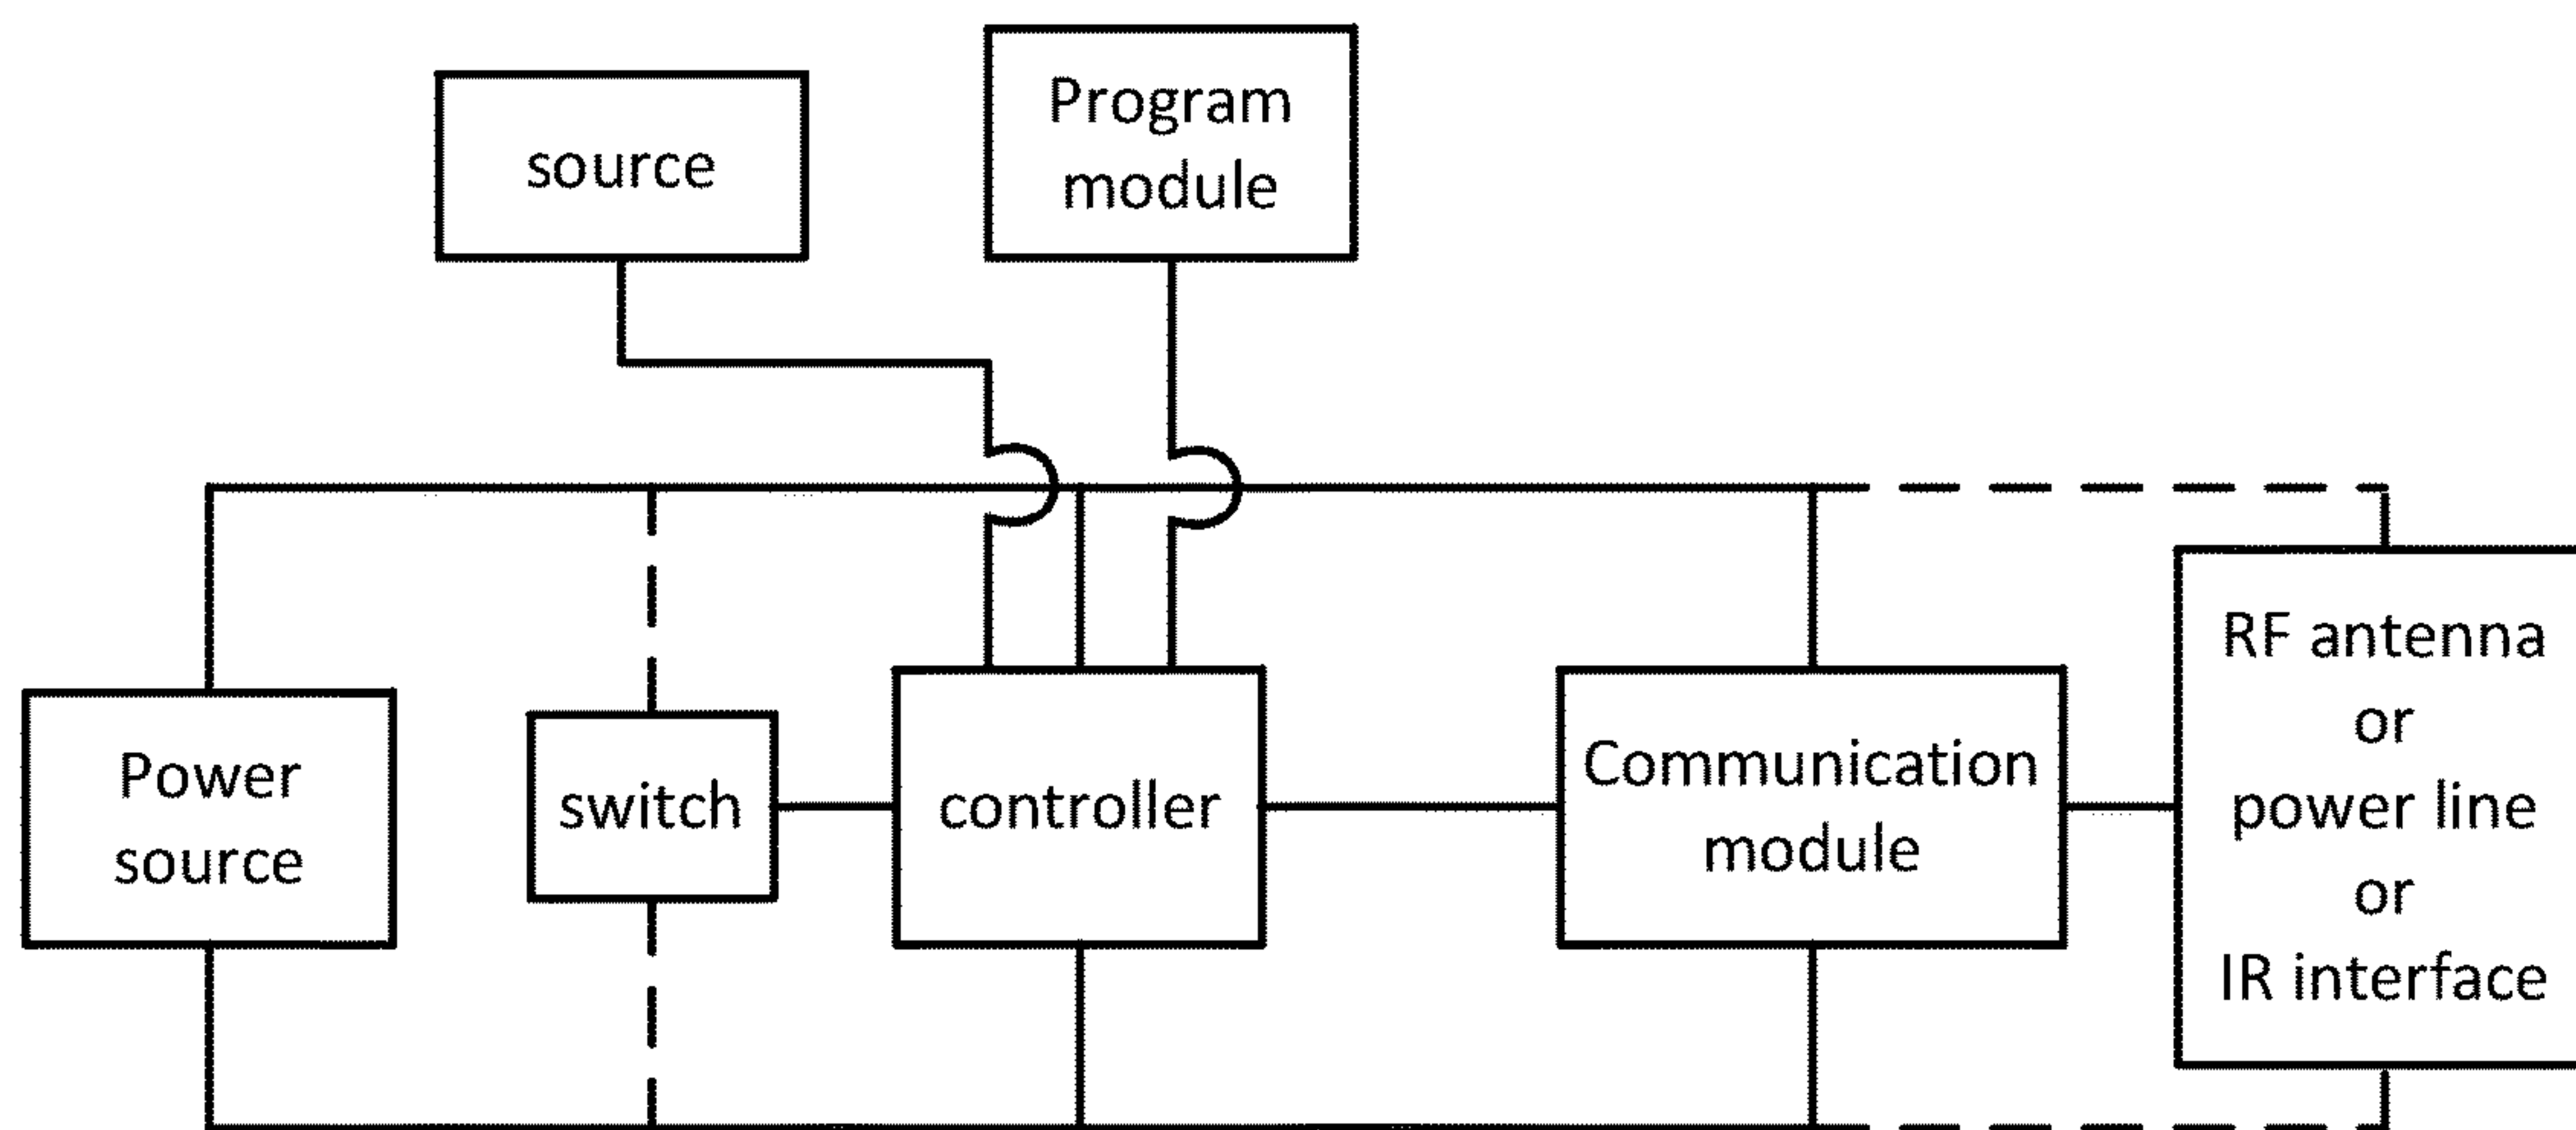 source
Program
module
Power
source
switch
controller
Communication
module
RF antenna
or
power line
or
IR interface